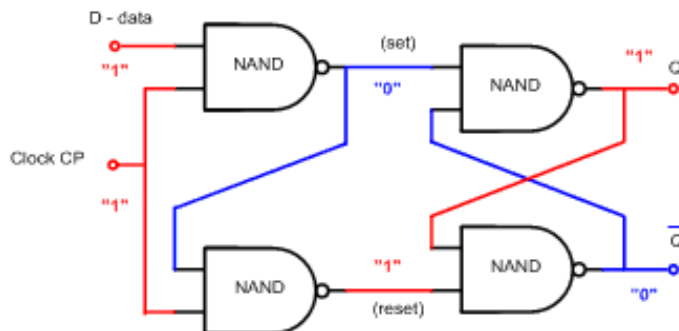 D - data
"1"
NAND
(set)
"0"
NAND
"1"
Q
Clock CP
"1"
NAND
"1"
(reset)
NAND
Q̅
"0"